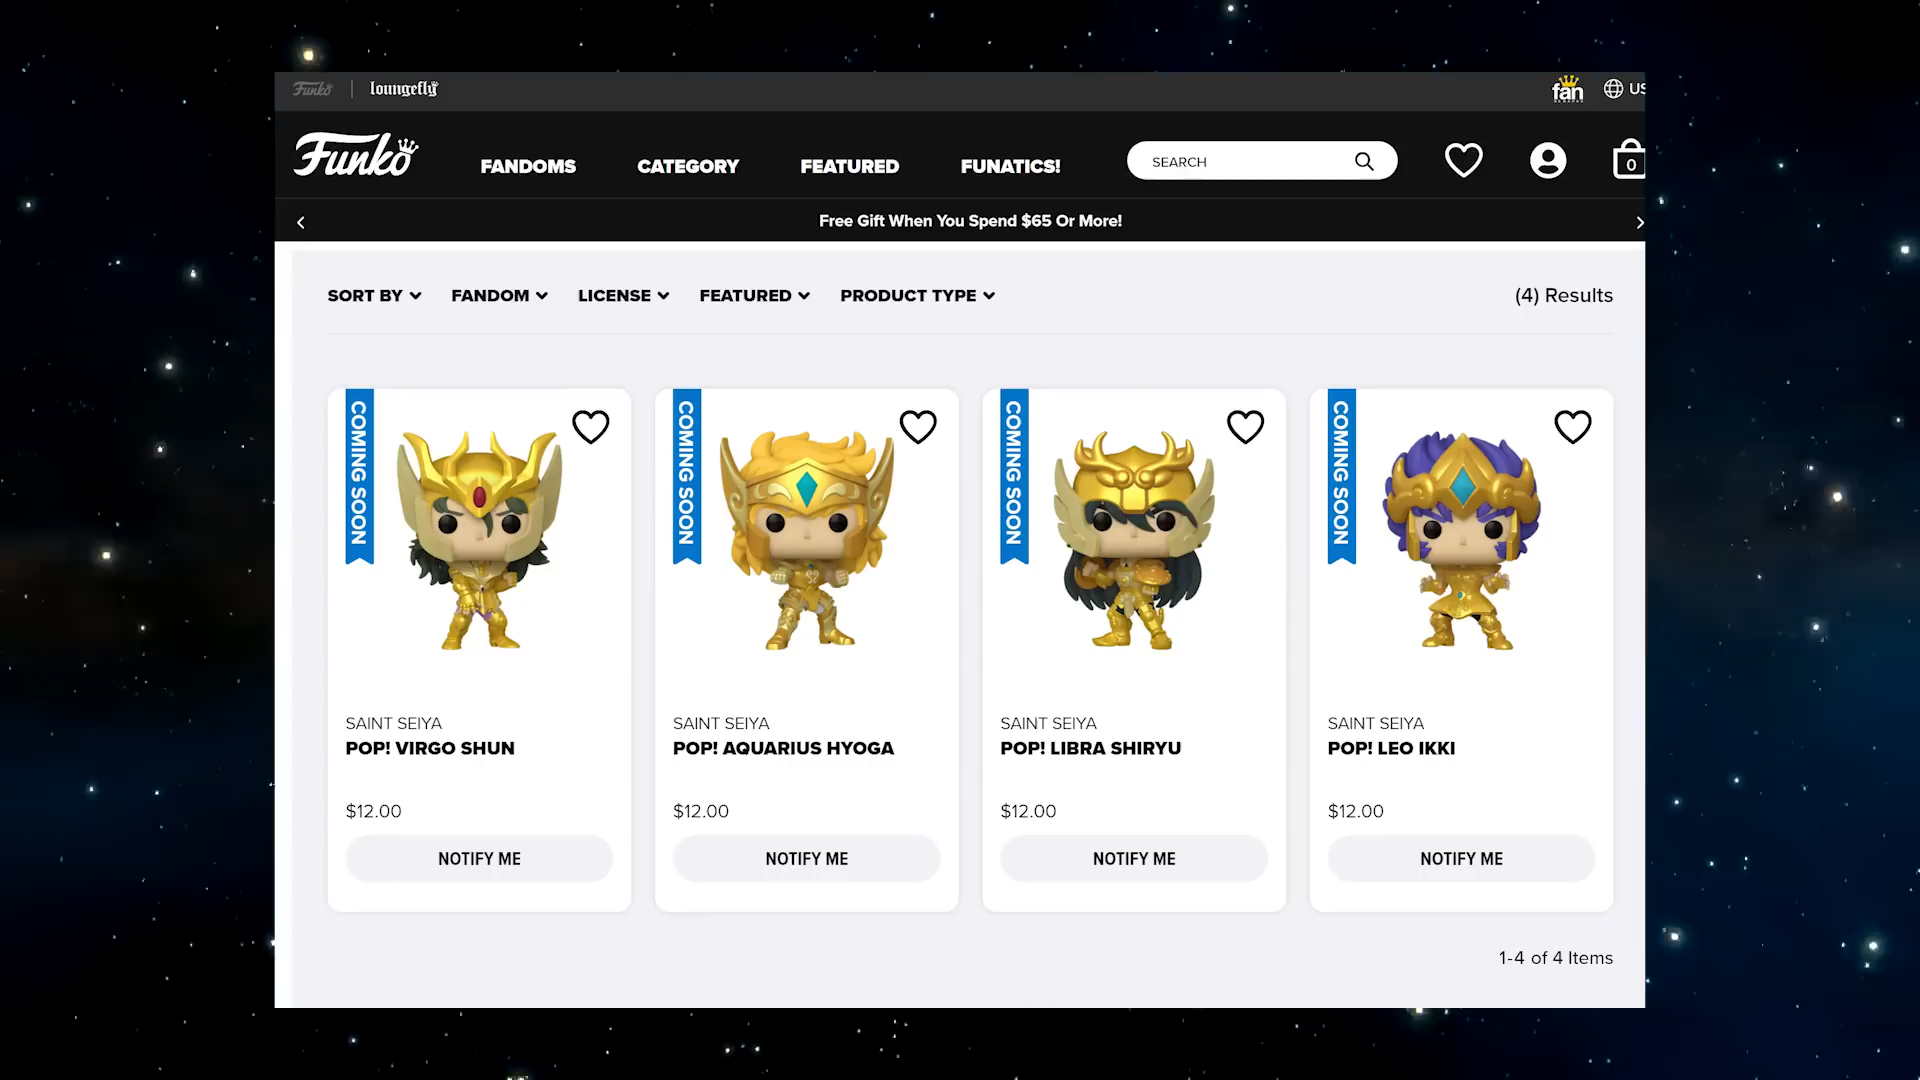 Funko | loungefly
fan
US
Funko
FANDOMS
CATEGORY
FEATURED
FUNATICS!
SEARCH
0
Free Gift When You Spend $65 Or More!
SORT BY
FANDOM
LICENSE
FEATURED
PRODUCT TYPE
(4) Results
COMING SOON
COMING SOON
COMING SOON
COMING SOON
SAINT SEIYA
POP! VIRGO SHUN
$12.00
NOTIFY ME
SAINT SEIYA
POP! AQUARIUS HYOGA
$12.00
NOTIFY ME
SAINT SEIYA
POP! LIBRA SHIRYU
$12.00
NOTIFY ME
SAINT SEIYA
POP! LEO IKKI
$12.00
NOTIFY ME
1-4 of 4 Items